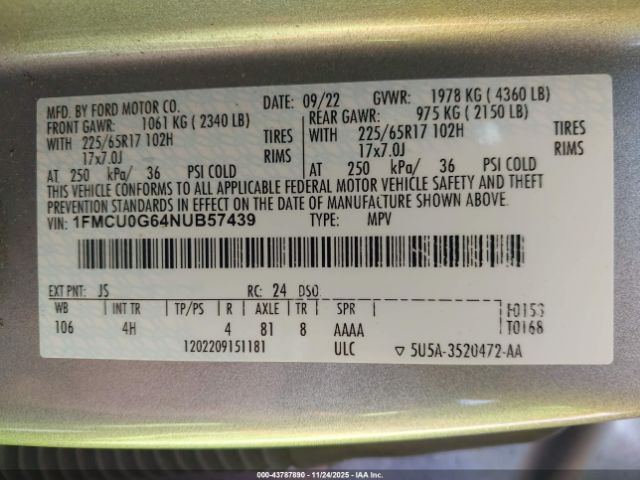 MFD. BY FORD MOTOR CO. DATE: 09/22 GVWR: 1978 KG ( 4360 LB)
FRONT GAWR: 1061 KG ( 2340 LB) REAR GAWR: 975 KG ( 2150 LB)
WITH 225/65R17 102H TIRES WITH 225/65R17 102H TIRES
17x7.0J RIMS 17x7.0J RIMS
AT 250 kPa/ 36 PSI COLD AT 250 kPa/ 36 PSI COLD
THIS VEHICLE CONFORMS TO ALL APPLICABLE FEDERAL MOTOR VEHICLE SAFETY AND THEFT
PREVENTION STANDARDS IN EFFECT ON THE DATE OF MANUFACTURE SHOWN ABOVE.
VIN: 1FMCU0G64NUB57439 TYPE: MPV
EXT PNT: JS RC: 24 DSO
WB INT TR TP/PS R AXLE TR SPR
106 4H 4 81 8 AAAA T0168
1202209151181 ULC ▽ 5U5A-3520472-AA
000-43787890 - 11/24/2025 - IAA, Inc.